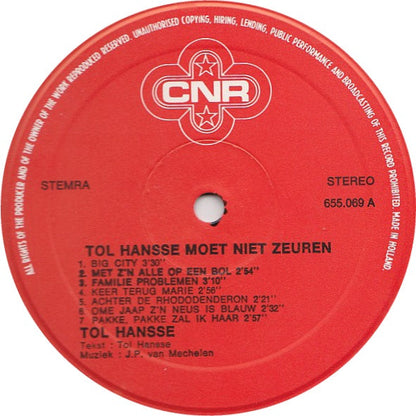 ALL RIGHTS OF THE PRODUCER AND OF THE OWNER OF THE WORK REPRODUCED RESERVED. UNAUTHORISED COPYING, HIRING, LENDING, PUBLIC PERFORMANCE AND BROADCASTING OF THIS RECORD PROHIBITED. MADE IN HOLLAND.
CNR
STEMRA
STEREO
655.069 A
TOL HANSSE MOET NIET ZEUREN
1. BIG CITY 3'30"
2. MET Z'N ALLE OP EEN BOL 2'54"
3. FAMILIE PROBLEMEN 3'10"
4. KEER TERUG MARIE 2'56"
5. ACHTER DE RHODODENDERON 2'21"
6. OME JAAP Z'N NEUS IS BLAUW 2'32"
7. PAKKE, PAKKE ZAL IK HAAR 2'57"
TOL HANSSE
Tekst : Tol Hansse
Muziek : J.P. van Mechelen